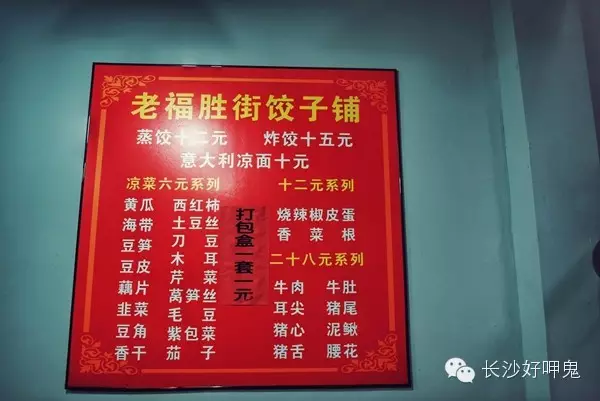 老福胜街饺子铺
蒸饺十二元 炸饺十五元
意大利凉面十元
凉菜六元系列
黄瓜 西红柿
海带 土豆丝
豆笋 刀豆
豆皮 木耳
藕片 芹菜
韭菜 莴笋丝
豆角 毛豆
香干 紫包菜
茄子
打包盒一套一元
十二元系列
烧辣椒皮蛋
香菜根
二十八元系列
牛肉 牛肚
耳尖 猪尾
猪心 泥鳅
猪舌 腰花
长沙好呷鬼